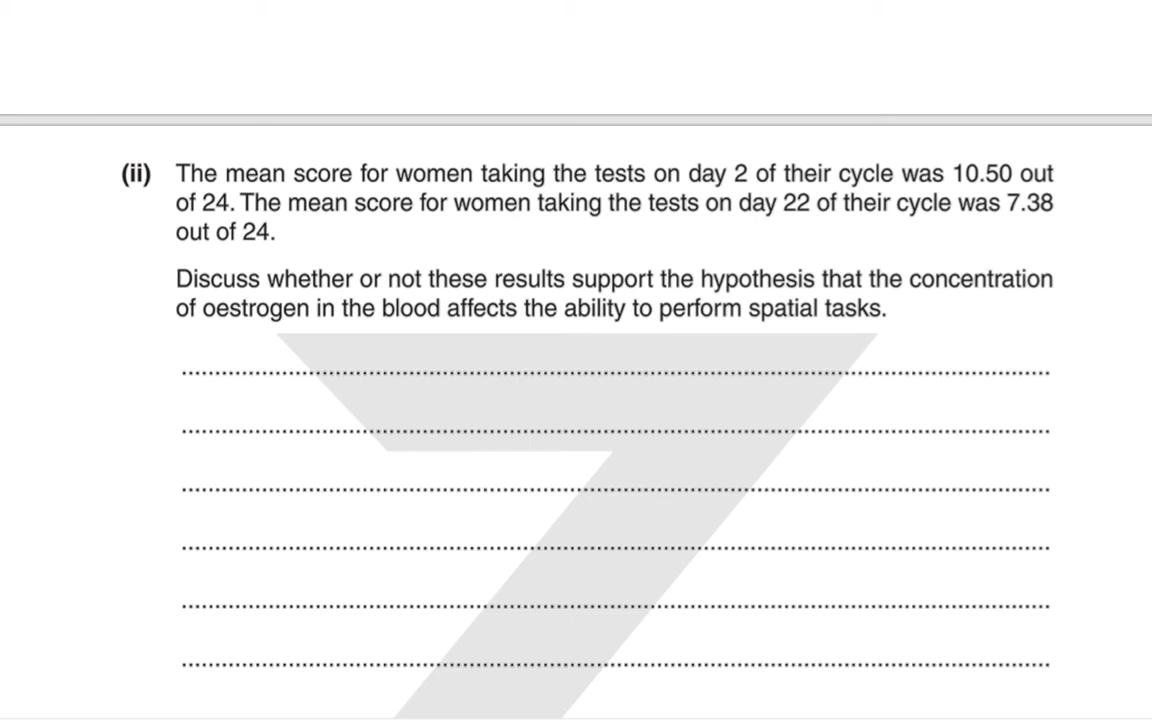 (ii) The mean score for women taking the tests on day 2 of their cycle was 10.50 out
of 24. The mean score for women taking the tests on day 22 of their cycle was 7.38
out of 24.
Discuss whether or not these results support the hypothesis that the concentration
of oestrogen in the blood affects the ability to perform spatial tasks.
7